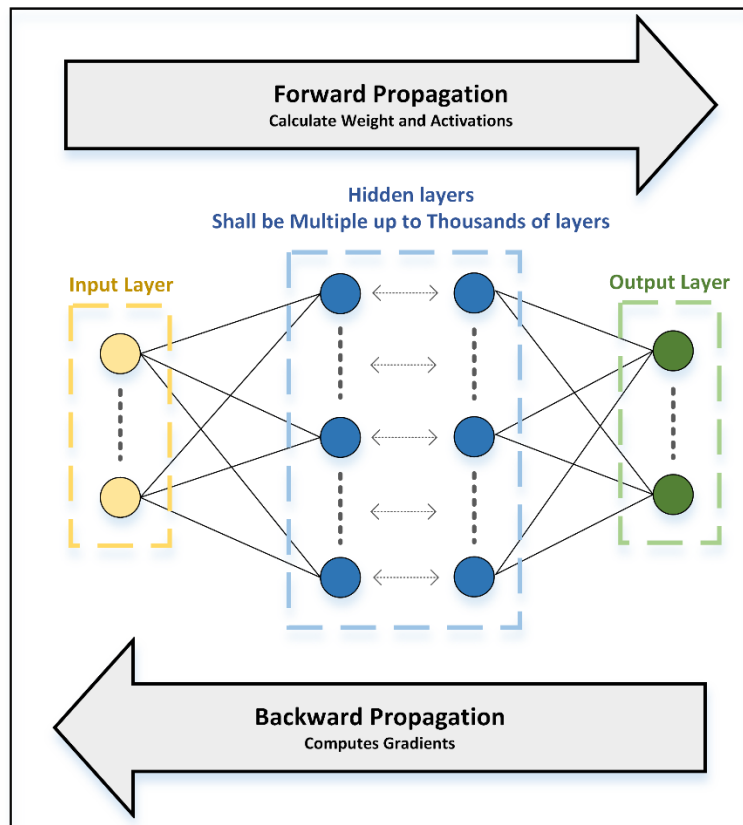 Forward Propagation
Calculate Weight and Activations
Hidden layers
Shall be Multiple up to Thousands of layers
Input Layer
Output Layer
Backward Propagation
Computes Gradients